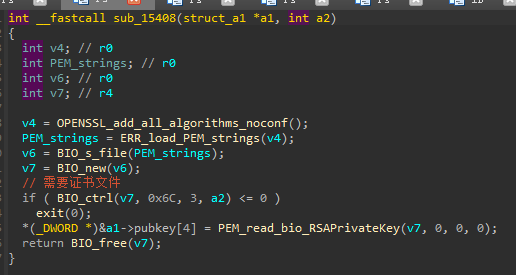 int __fastcall sub_15408(struct_a1 *a1, int a2)
{
int v4; // r0
int PEM_strings; // r0
int v6; // r0
int v7; // r4
v4 = OPENSSL_add_all_algorithms_noconf();
PEM_strings = ERR_load_PEM_strings(v4);
v6 = BIO_s_file(PEM_strings);
v7 = BIO_new(v6);
// 需要证书文件
if ( BIO_ctrl(v7, 0x6C, 3, a2) <= 0 )
exit(0);
*(_DWORD *)&a1->pubkey[4] = PEM_read_bio_RSAPrivateKey(v7, 0, 0, 0);
return BIO_free(v7);
}